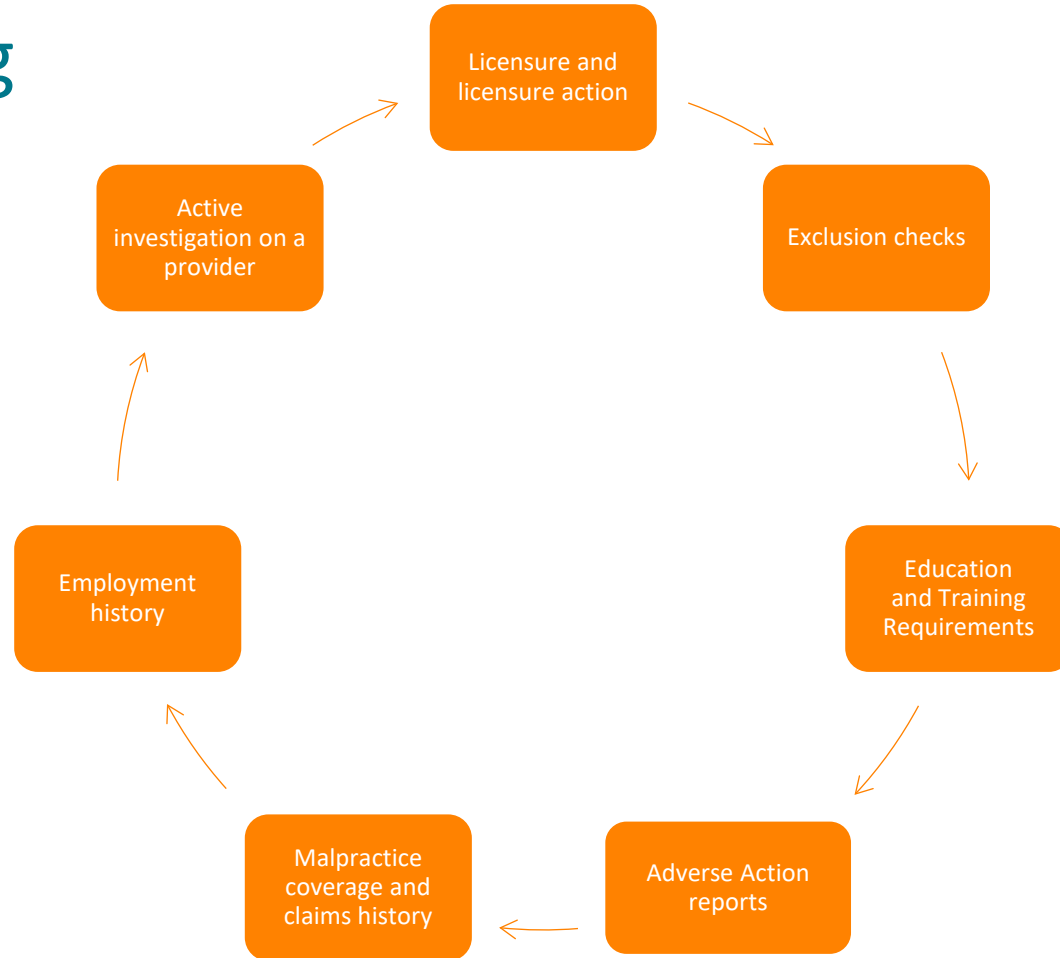 g
Licensure and
licensure action
Exclusion checks
Education
and Training
Requirements
Adverse Action
reports
Malpractice
coverage and
claims history
Employment
history
Active
investigation on a
provider